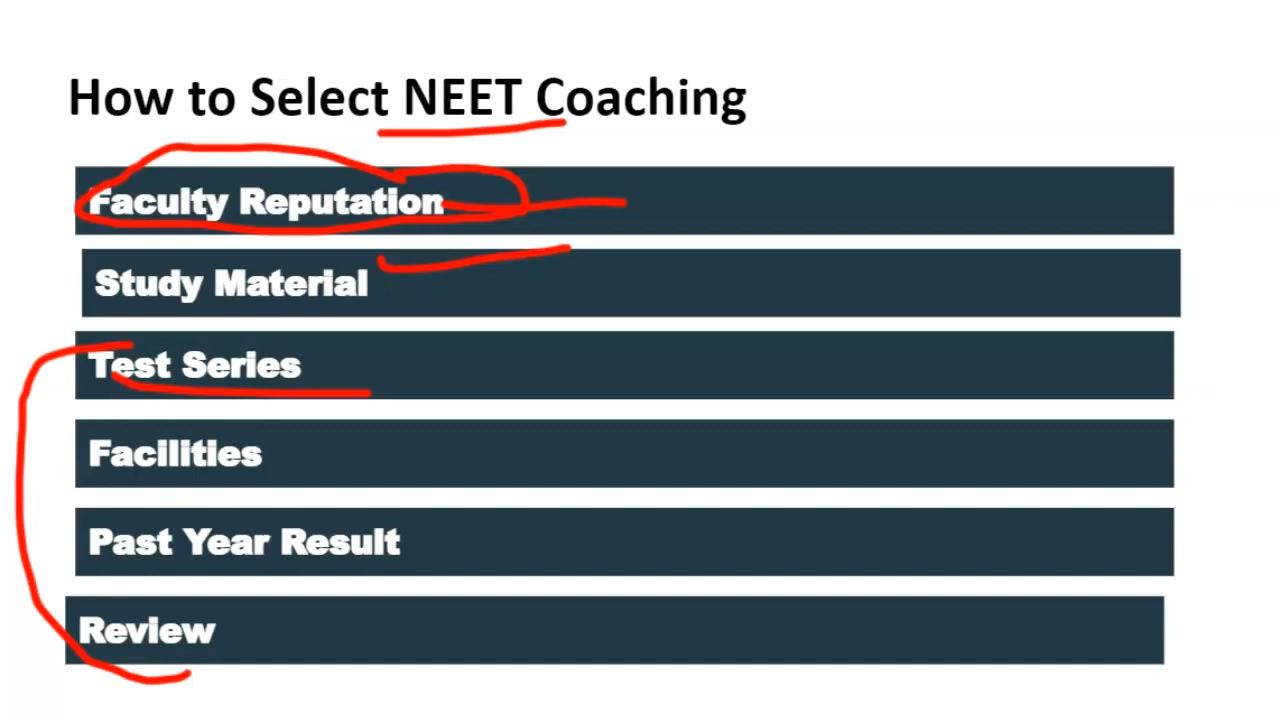 How to Select NEET Coaching
Faculty Reputation
Study Material
Test Series
Facilities
Past Year Result
Review